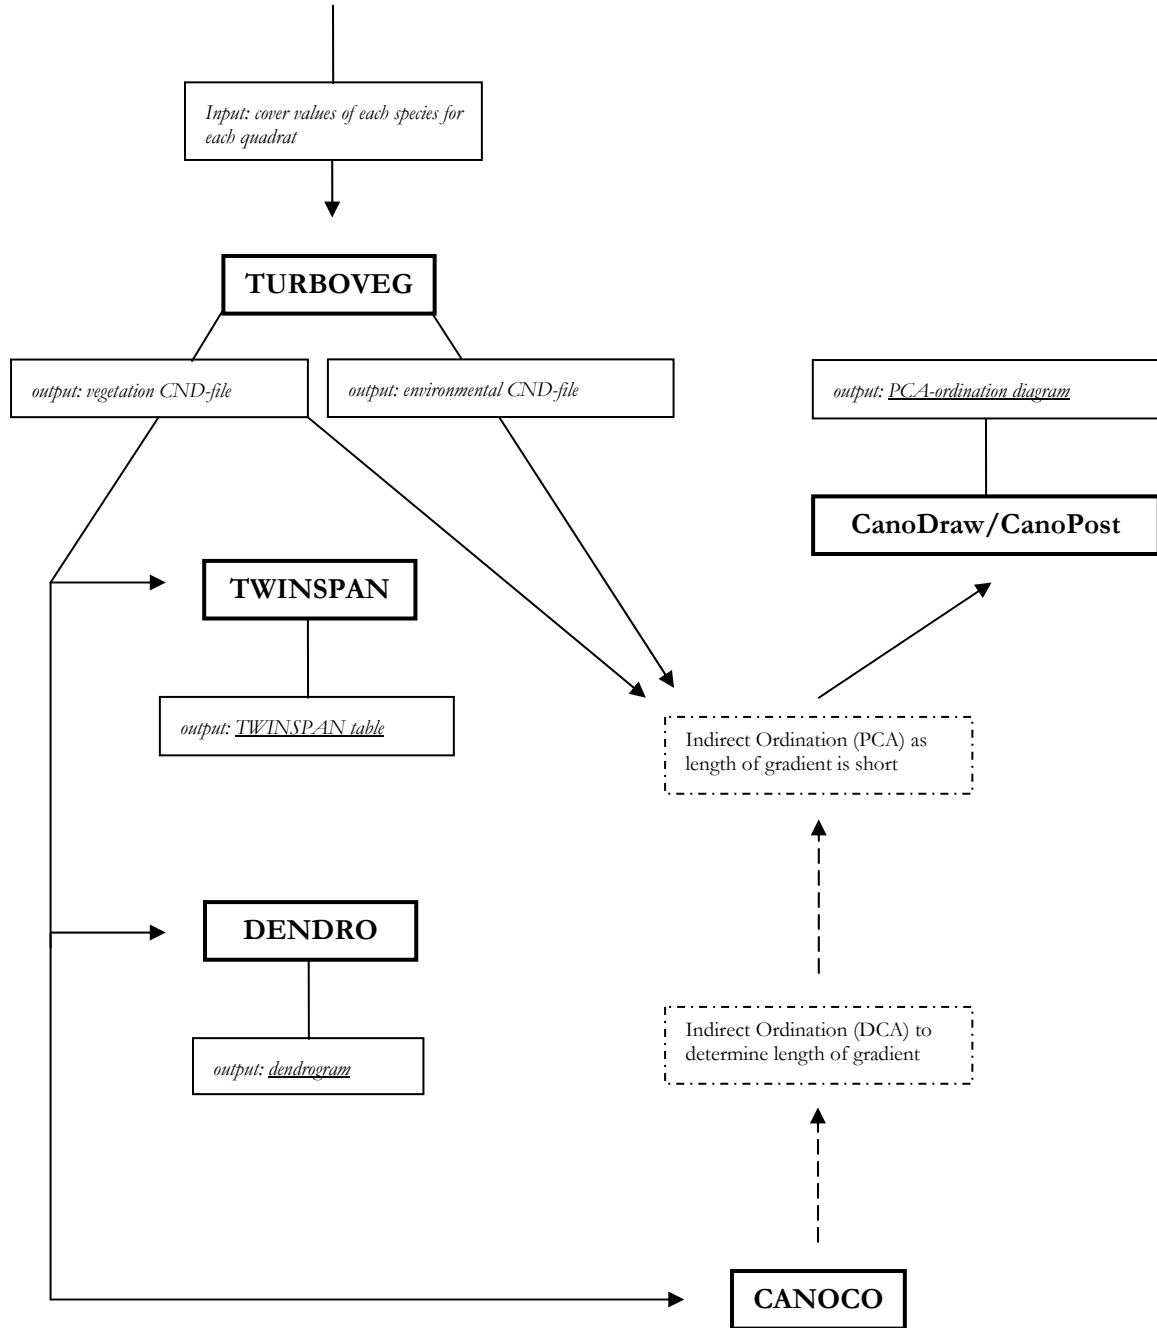 Input: cover values of each species for
each quadrat
TURBOVEG
output: vegetation CND-file
output: environmental CND-file
output: PCA-ordination diagram
CanoDraw/CanoPost
TWINSPAN
output: TWINSPAN table
Indirect Ordination (PCA) as
length of gradient is short
DENDRO
output: dendrogram
Indirect Ordination (DCA) to
determine length of gradient
CANOCO